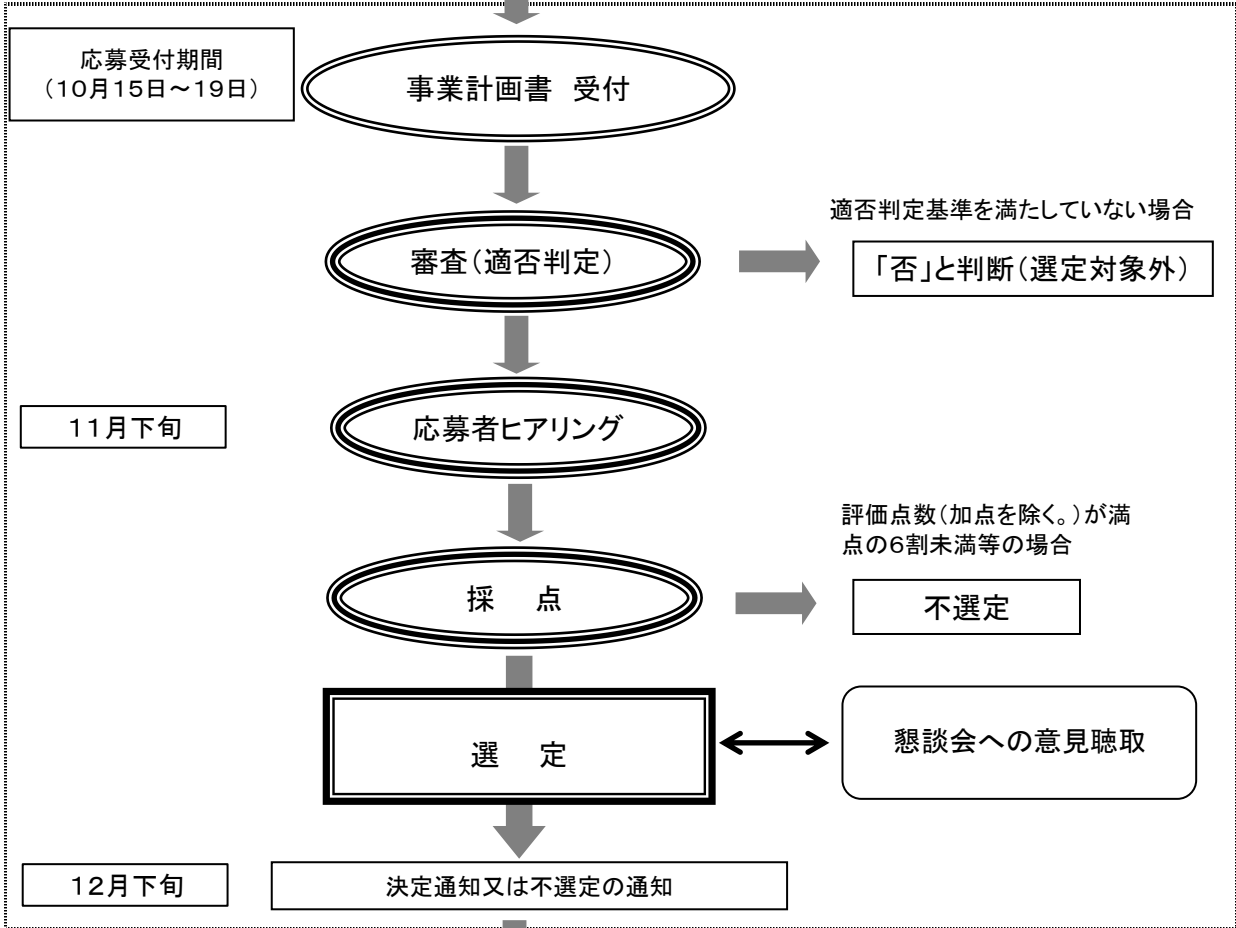 応募受付期間
（１０月１５日～１９日）
事業計画書　受付
適否判定基準を満たしていない場合
審査（適否判定）
「否」と判断（選定対象外）
１１月下旬
応募者ヒアリング
評価点数（加点を除く。）が満
点の６割未満等の場合
採　点
不選定
選　定
懇談会への意見聴取
１２月下旬
決定通知又は不選定の通知